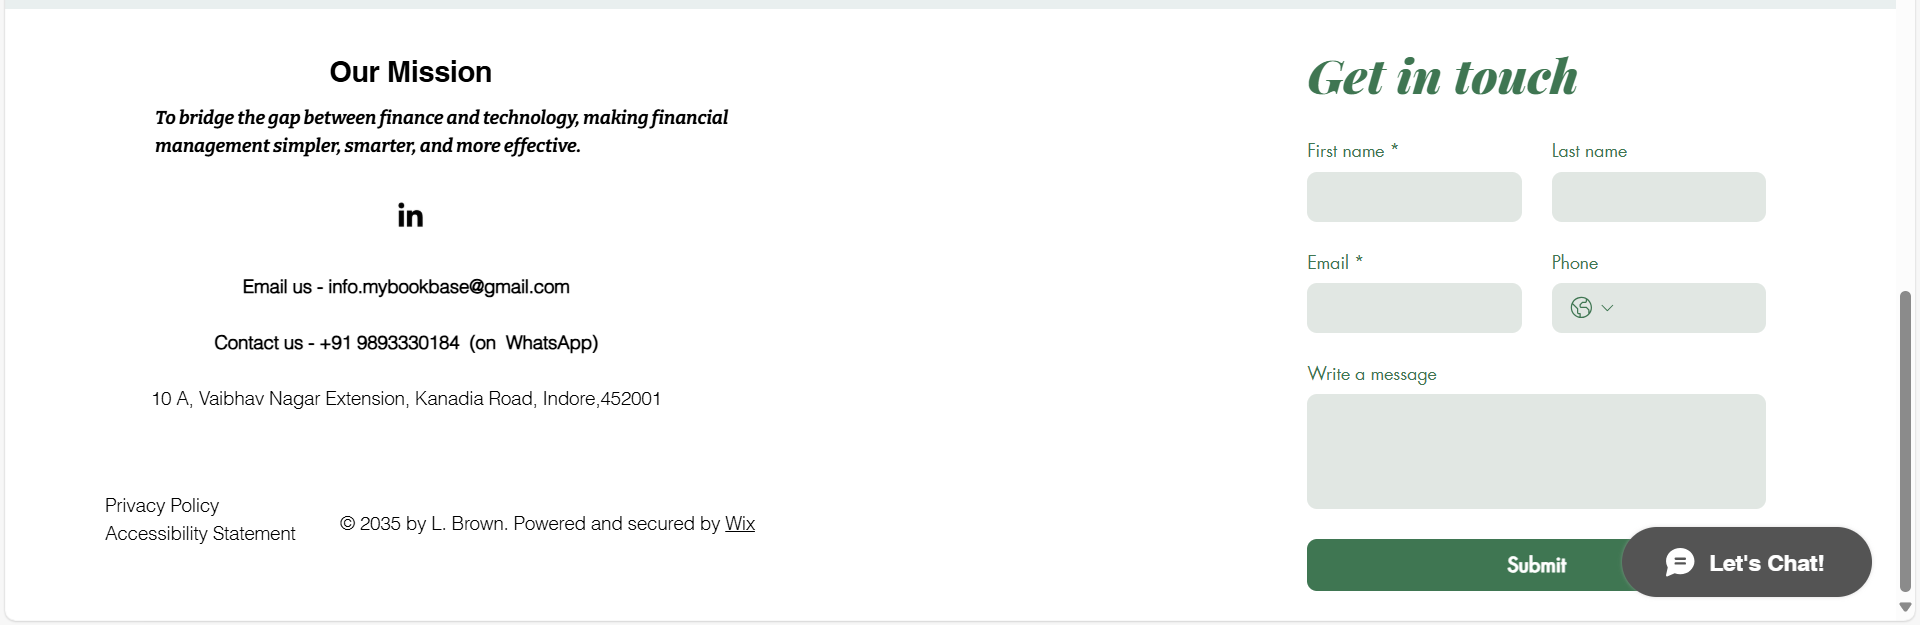 Our Mission
To bridge the gap between finance and technology, making financial
management simpler, smarter, and more effective.
in
Email us - info.mybookbase@gmail.com
Contact us - +91 9893330184  (on  WhatsApp)
10 A, Vaibhav Nagar Extension, Kanadia Road, Indore,452001
Privacy Policy
Accessibility Statement
© 2035 by L. Brown. Powered and secured by Wix
Get in touch
First name *
Last name
Email *
Phone
Write a message
Submit
Let's Chat!